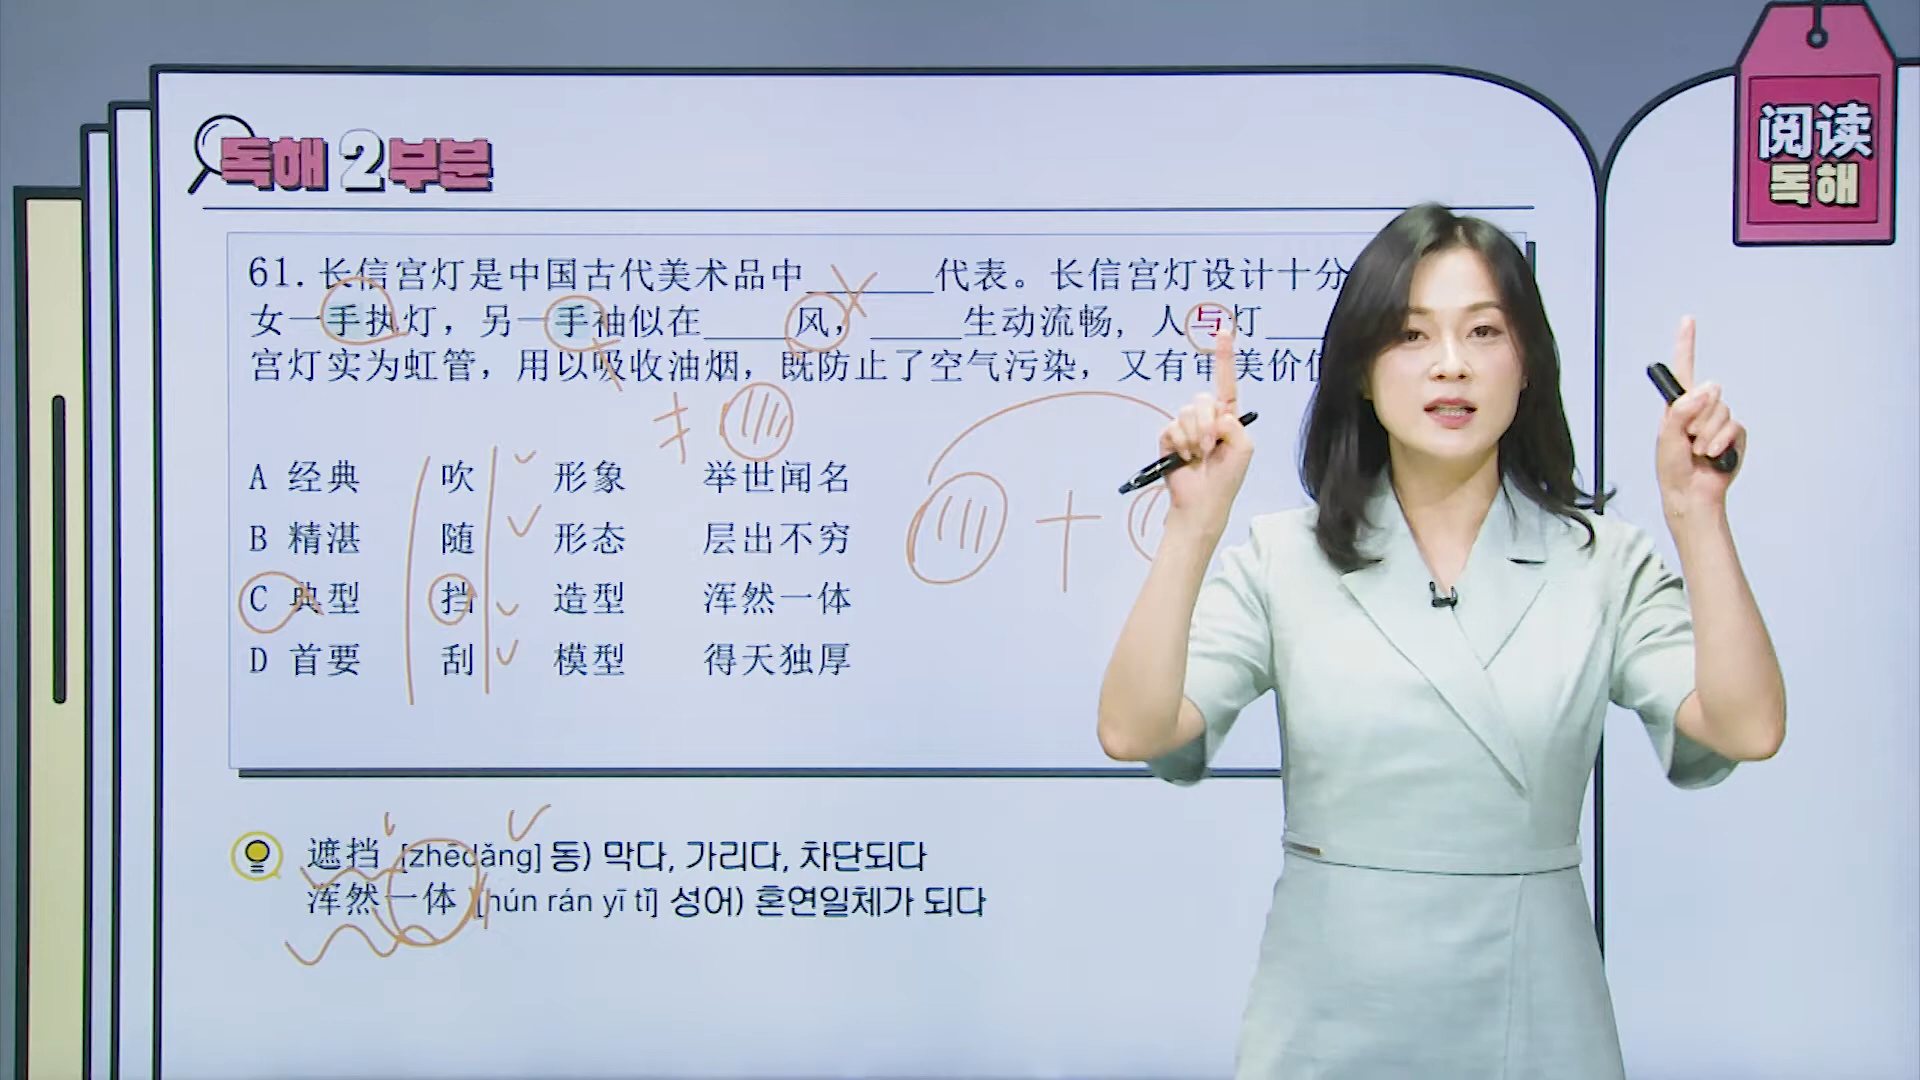 독해 2부분
阅读
독해
61. 长信宫灯是中国古代美术品中______代表。长信宫灯设计十分
女一手执灯，另一手袖似在_____风，_____生动流畅，人与灯___
宫灯实为虹管，用以吸收油烟，既防止了空气污染，又有审美价
A 经典 吹 形象 举世闻名
B 精湛 随 形态 层出不穷
C 典型 挡 造型 浑然一体
D 首要 刮 模型 得天独厚
遮挡 [zhēdǎng] 동) 막다, 가리다, 차단되다
浑然一体 [hún rán yī tǐ] 성어) 혼연일체가 되다